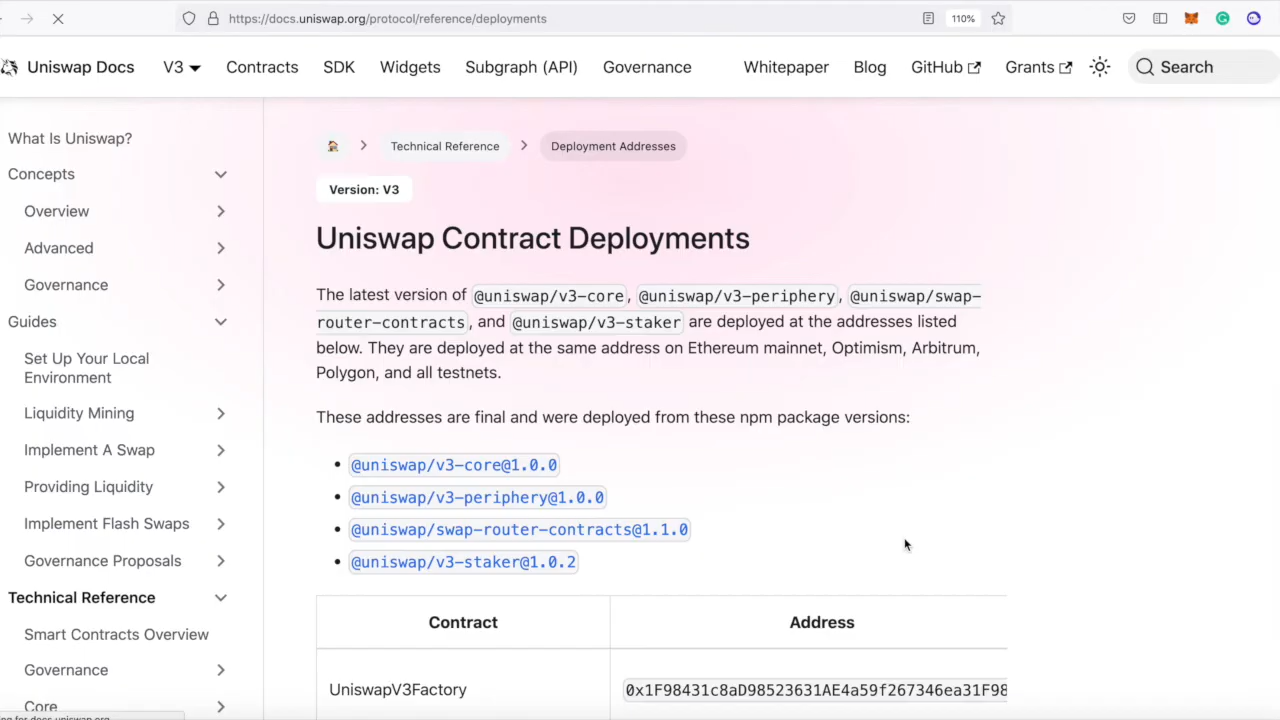 https://docs.uniswap.org/protocol/reference/deployments
110%
Uniswap Docs
V3
Contracts
SDK
Widgets
Subgraph (API)
Governance
Whitepaper
Blog
GitHub
Grants
Search
What Is Uniswap?
Concepts
Overview
Advanced
Governance
Guides
Set Up Your Local
Environment
Liquidity Mining
Implement A Swap
Providing Liquidity
Implement Flash Swaps
Governance Proposals
Technical Reference
Smart Contracts Overview
Governance
Core
Technical Reference
Deployment Addresses
Version: V3
Uniswap Contract Deployments
The latest version of @uniswap/v3-core, @uniswap/v3-periphery, @uniswap/swap-
router-contracts, and @uniswap/v3-staker are deployed at the addresses listed
below. They are deployed at the same address on Ethereum mainnet, Optimism, Arbitrum,
Polygon, and all testnets.
These addresses are final and were deployed from these npm package versions:
• @uniswap/v3-core@1.0.0
• @uniswap/v3-periphery@1.0.0
• @uniswap/swap-router-contracts@1.1.0
• @uniswap/v3-staker@1.0.2
Contract
Address
UniswapV3Factory
0x1F98431c8aD98523631AE4a59f267346ea31F98